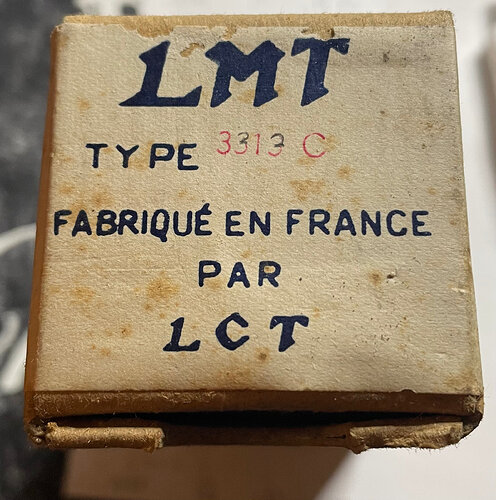 LMT
TYPE 3313 C
FABRIQUÉ EN FRANCE
PAR
LCT